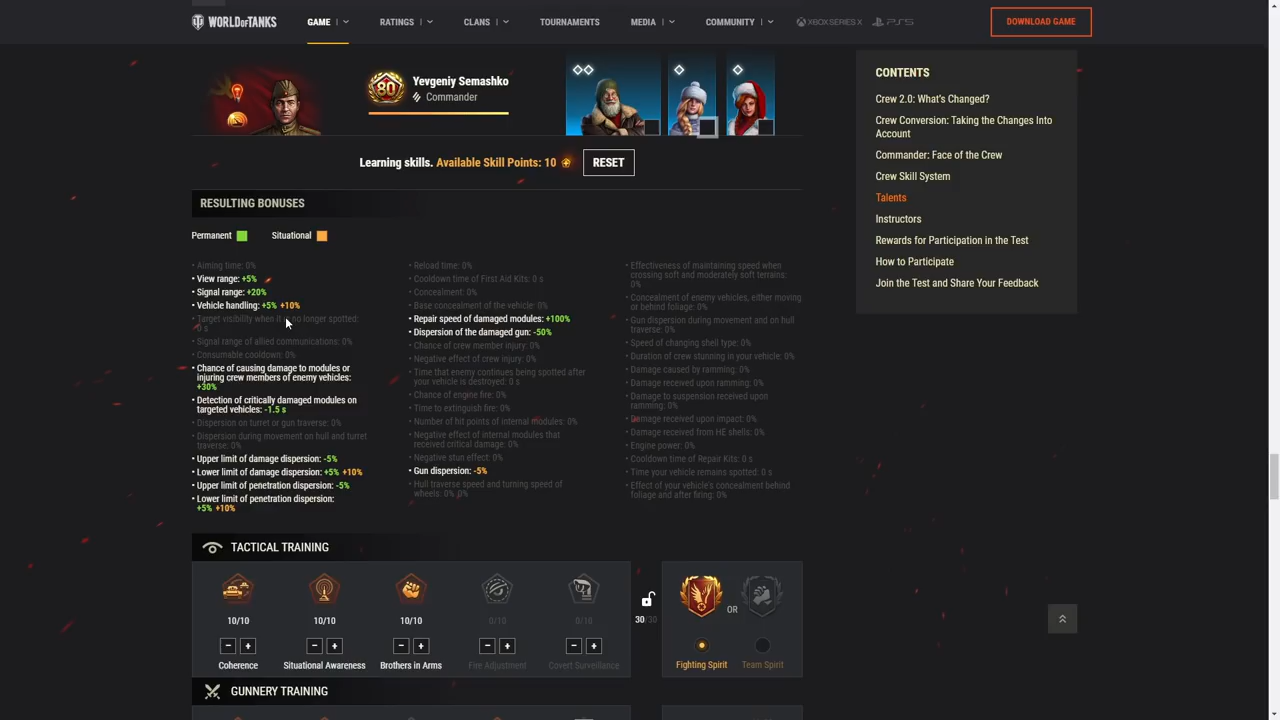 WORLD OF TANKS
GAME
RATINGS
CLANS
TOURNAMENTS
MEDIA
COMMUNITY
XBOX SERIES X
PS5
DOWNLOAD GAME
80
Yevgeniy Semashko
Commander
Learning skills. Available Skill Points: 10
RESET
RESULTING BONUSES
Permanent
Situational
• Aiming time: 0%
• View range: +5%
• Signal range: +20%
• Vehicle handling: +5% +10%
• Target visibility when it is no longer spotted:
0 s
• Signal range of allied communications: 0%
• Consumable cooldown: 0%
• Chance of causing damage to modules or
injuring crew members of enemy vehicles:
+30%
• Detection of critically damaged modules on
targeted vehicles: -1.5 s
• Dispersion on turret or gun traverse: 0%
• Dispersion during movement on hull and turret
traverse: 0%
• Upper limit of damage dispersion: -5%
• Lower limit of damage dispersion: +5% +10%
• Upper limit of penetration dispersion: -5%
• Lower limit of penetration dispersion:
+5% +10%
• Reload time: 0%
• Cooldown time of First Aid Kits: 0 s
• Concealment: 0%
• Base concealment of the vehicle: 0%
• Repair speed of damaged modules: +100%
• Dispersion of the damaged gun: -50%
• Chance of crew member injury: 0%
• Negative effect of crew injury: 0%
• Time that enemy continues being spotted after
your vehicle is destroyed: 0 s
• Chance of engine fire: 0%
• Time to extinguish fire: 0%
• Number of hit points of internal modules: 0%
• Negative effect of internal modules that
received critical damage: 0%
• Negative stun effect: 0%
• Gun dispersion: -5%
• Hull traverse speed and turning speed of
wheels: 0% ,0%
• Effectiveness of maintaining speed when
crossing soft and moderately soft terrains:
0%
• Concealment of enemy vehicles, either moving
or behind foliage: 0%
• Gun dispersion during movement and on hull
traverse: 0%
• Speed of changing shell type: 0%
• Duration of crew stunning in your vehicle: 0%
• Damage caused by ramming: 0%
• Damage received upon ramming: 0%
• Damage to suspension received upon
ramming: 0%
• Damage received upon impact: 0%
• Damage received from HE shells: 0%
• Engine power: 0%
• Cooldown time of Repair Kits: 0 s
• Time your vehicle remains spotted: 0 s
• Effect of your vehicle's concealment behind
foliage and after firing: 0%
TACTICAL TRAINING
10/10
10/10
10/10
0/10
0/10
30/30
OR
Coherence
Situational Awareness
Brothers in Arms
Fire Adjustment
Covert Surveillance
Fighting Spirit
Team Spirit
GUNNERY TRAINING
CONTENTS
Crew 2.0: What's Changed?
Crew Conversion: Taking the Changes Into
Account
Commander: Face of the Crew
Crew Skill System
Talents
Instructors
Rewards for Participation in the Test
How to Participate
Join the Test and Share Your Feedback